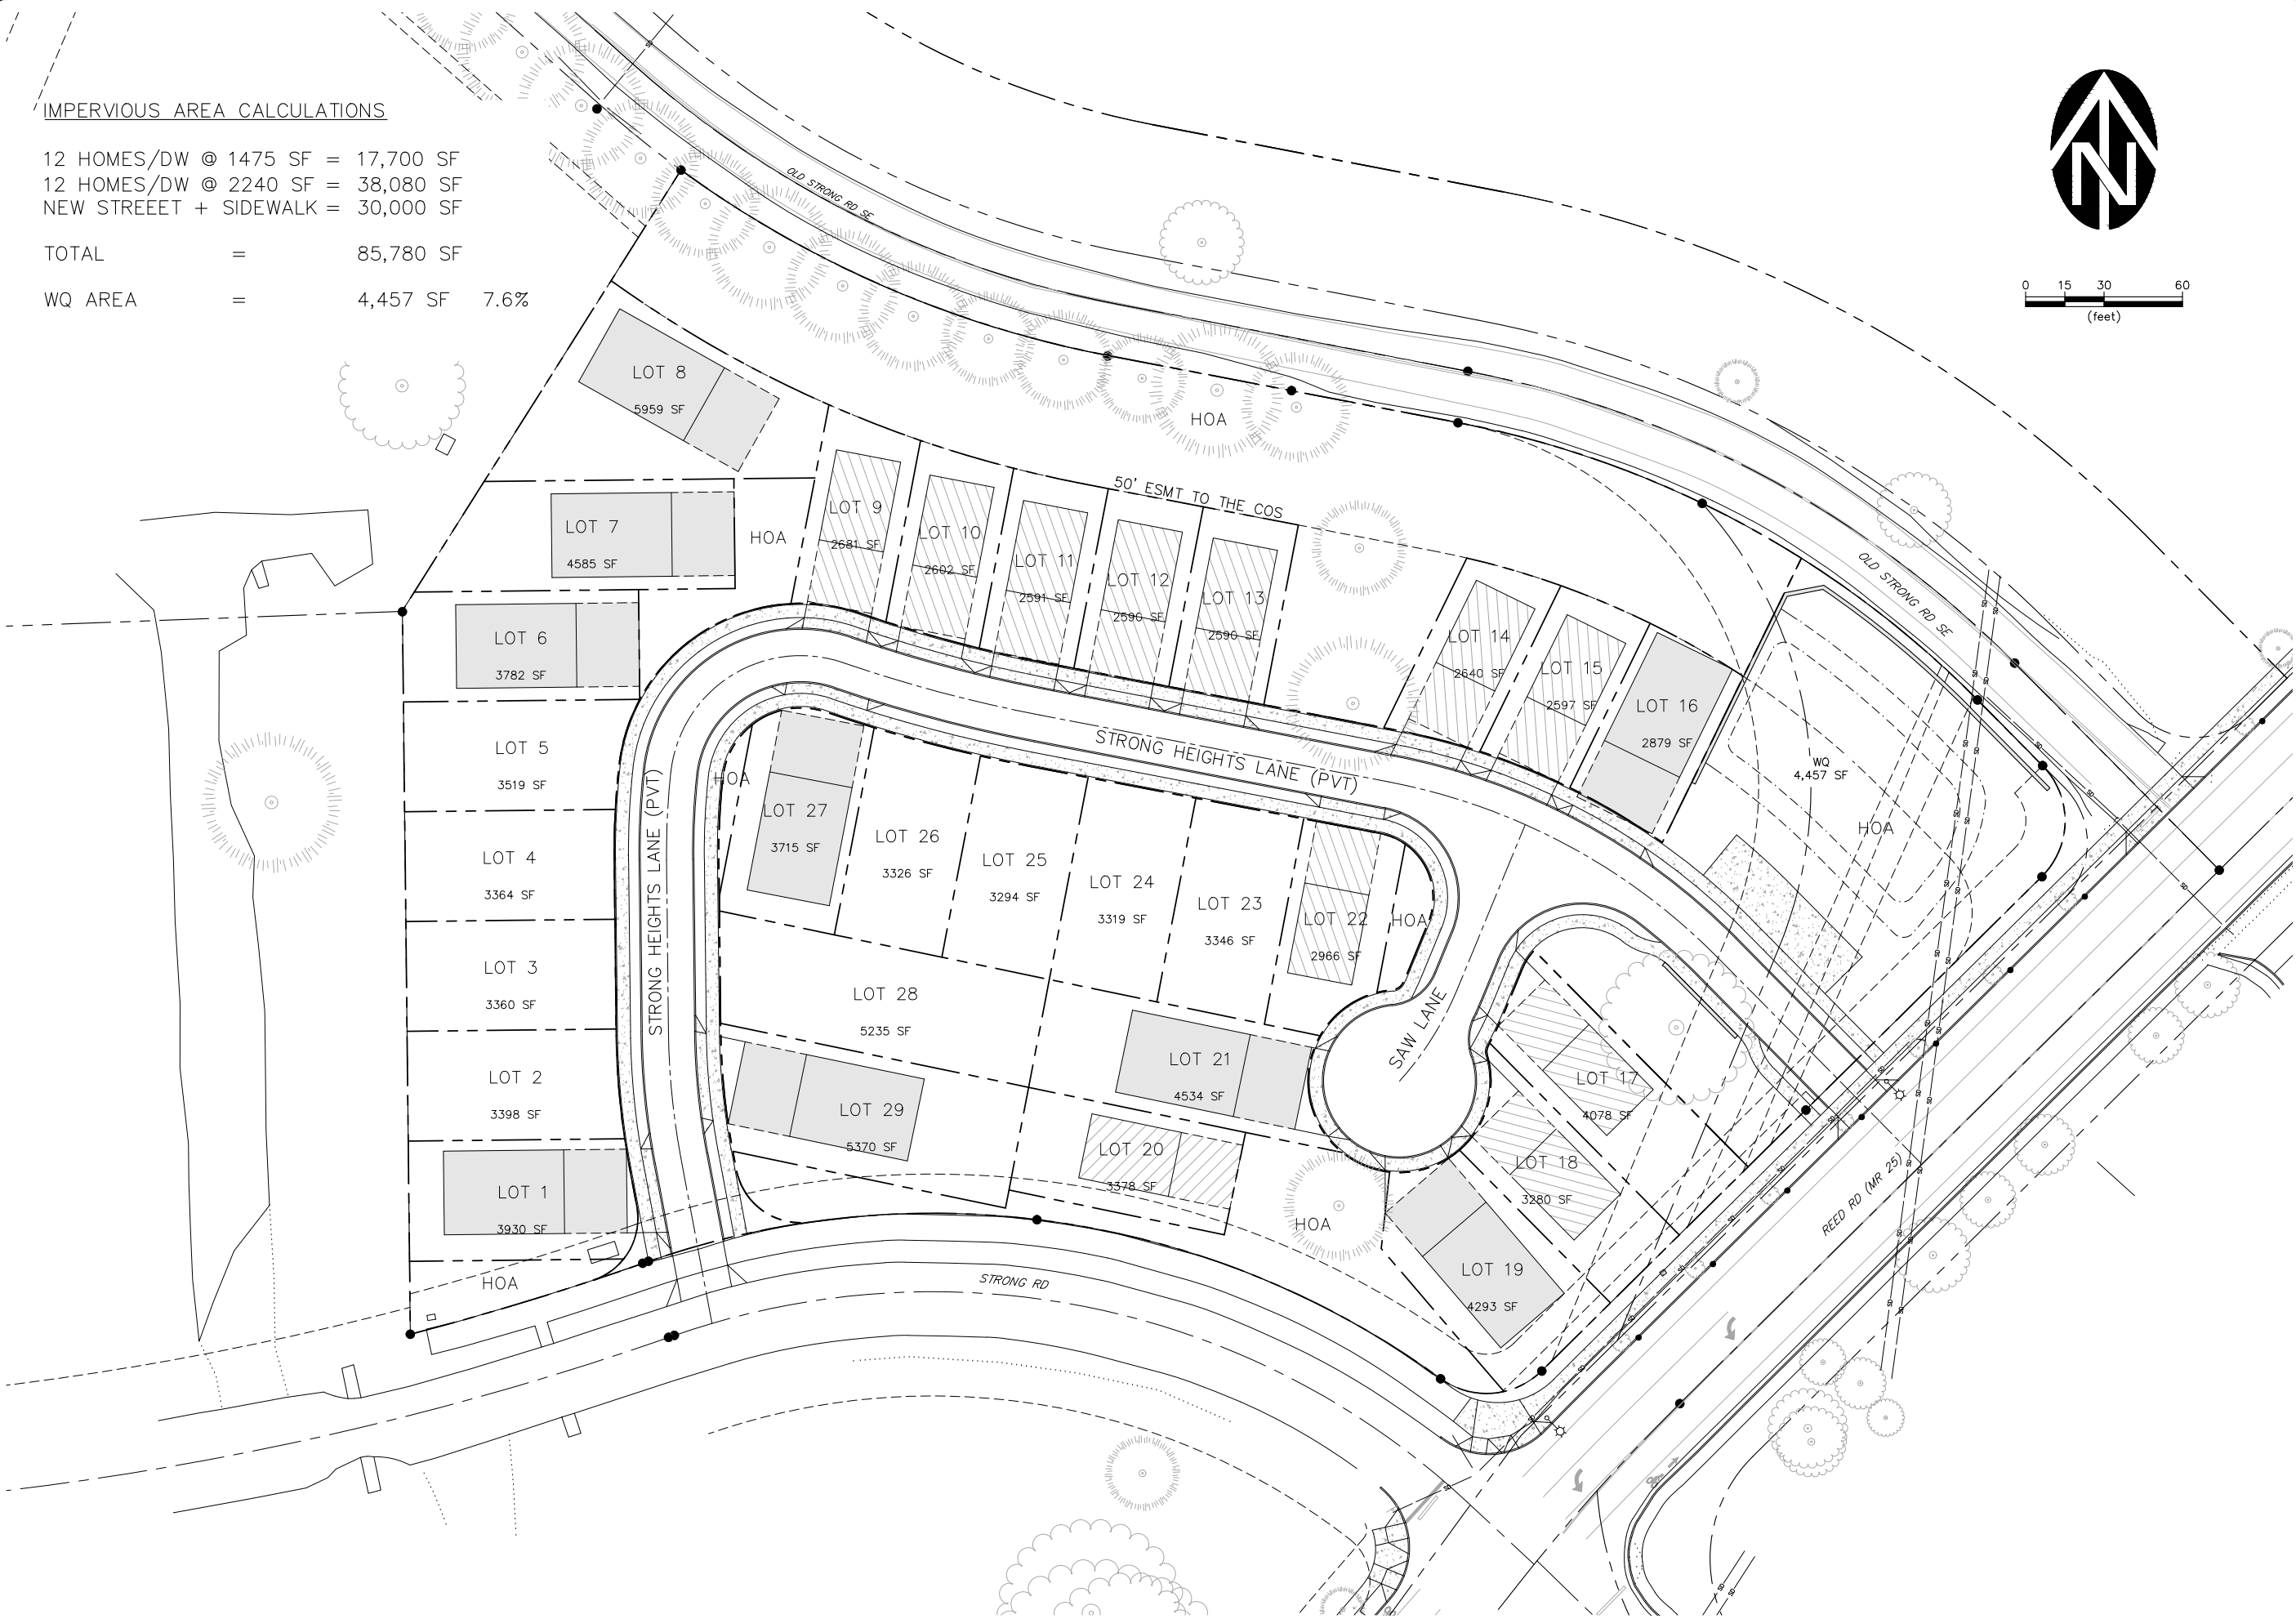 IMPERVIOUS AREA CALCULATIONS
12 HOMES/DW @ 1475 SF = 17,700 SF
12 HOMES/DW @ 2240 SF = 38,080 SF
NEW STREEET + SIDEWALK = 30,000 SF
TOTAL = 85,780 SF
WQ AREA = 4,457 SF 7.6%
N
0 15 30 60
(feet)
OLD STRONG RD SE
LOT 8
5959 SF
HOA
50' ESMT TO THE COS
LOT 7
4585 SF
HOA
LOT 9
2681 SF
LOT 10
2602 SF
LOT 11
2591 SF
LOT 12
2590 SF
LOT 13
2590 SF
LOT 14
2640 SF
LOT 15
2597 SF
LOT 16
2879 SF
OLD STRONG RD SE
WQ
4,457 SF
HOA
LOT 6
3782 SF
LOT 5
3519 SF
LOT 4
3364 SF
LOT 3
3360 SF
LOT 2
3398 SF
LOT 1
3930 SF
HOA
STRONG HEIGHTS LANE (PVT)
STRONG HEIGHTS LANE (PVT)
HOA
LOT 27
3715 SF
LOT 26
3326 SF
LOT 25
3294 SF
LOT 24
3319 SF
LOT 23
3346 SF
LOT 22
2966 SF
HOA
LOT 28
5235 SF
LOT 29
5370 SF
LOT 21
4534 SF
LOT 20
3378 SF
SAW LANE
LOT 17
4078 SF
LOT 18
3280 SF
LOT 19
4293 SF
HOA
STRONG RD
REED RD (MR 25)